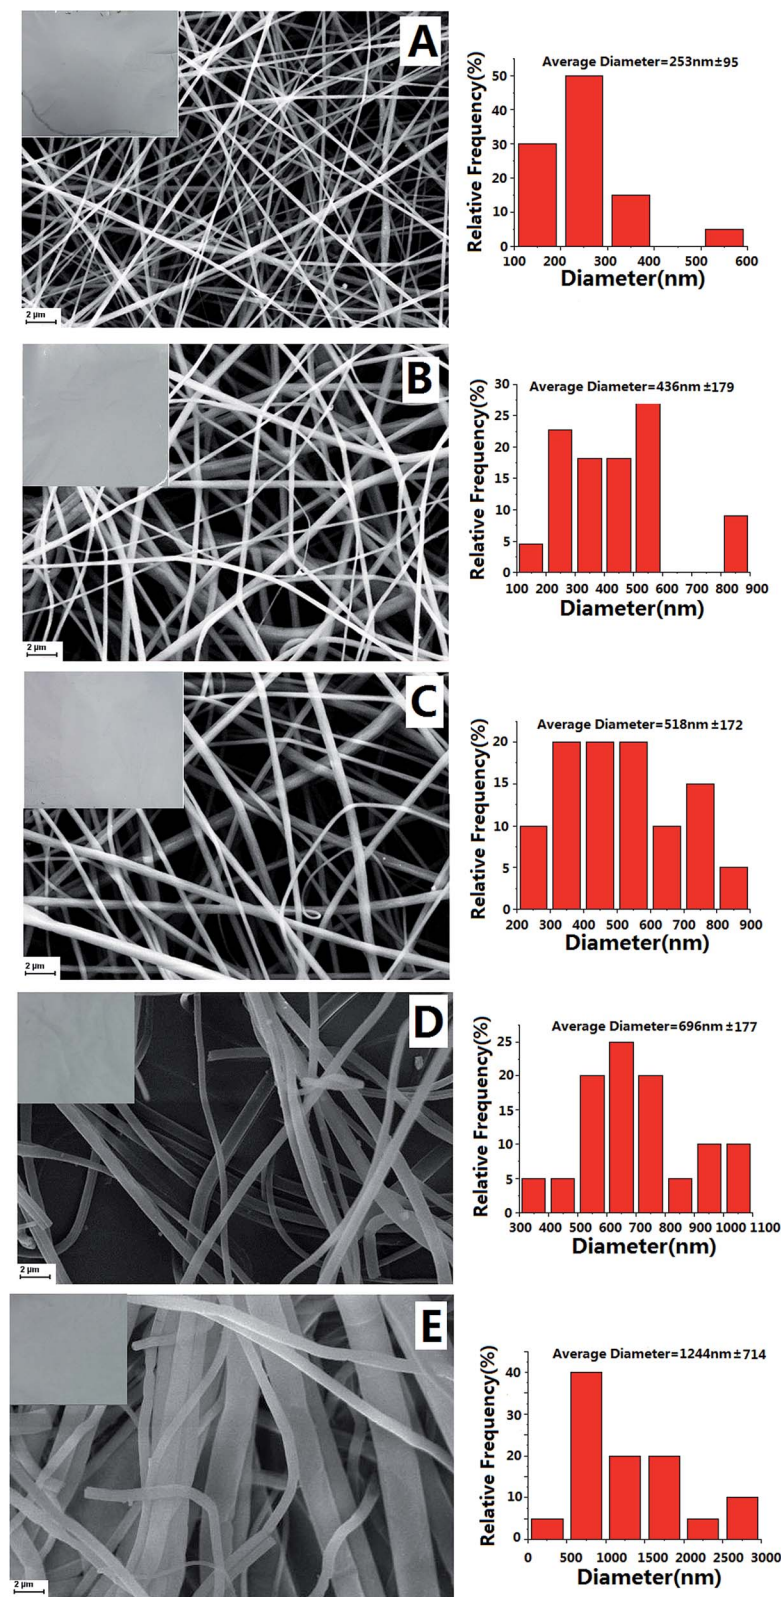 A
2 μm
Average Diameter=253nm±95
Relative Frequency(%)
50
40
30
20
10
0
100 200 300 400 500 600
Diameter(nm)
B
2 μm
Average Diameter=436nm ±179
Relative Frequency(%)
30
25
20
15
10
5
0
100 200 300 400 500 600 700 800 900
Diameter(nm)
C
2 μm
Average Diameter=518nm ±172
Relative Frequency(%)
20
15
10
5
0
200 300 400 500 600 700 800 900
Diameter(nm)
D
2 μm
Average Diameter=696nm ±177
Relative Frequency(%)
25
20
15
10
5
0
300 400 500 600 700 800 900 1000 1100
Diameter(nm)
E
2 μm
Average Diameter=1244nm ±714
Relative Frequency(%)
40
30
20
10
0
0 500 1000 1500 2000 2500 3000
Diameter(nm)